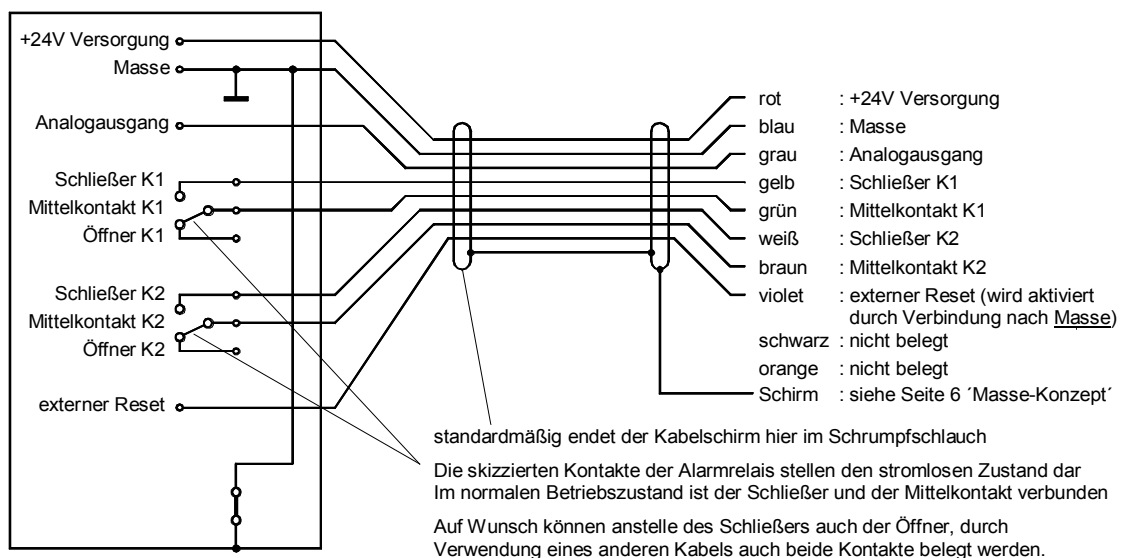 +24V Versorgung
Masse
Analogausgang
Schließer K1
Mittelkontakt K1
Öffner K1
Schließer K2
Mittelkontakt K2
Öffner K2
externer Reset
rot : +24V Versorgung
blau : Masse
grau : Analogausgang
gelb : Schließer K1
grün : Mittelkontakt K1
weiß : Schließer K2
braun : Mittelkontakt K2
violet : externer Reset (wird aktiviert
durch Verbindung nach Masse)
schwarz : nicht belegt
orange : nicht belegt
Schirm : siehe Seite 6 ´Masse-Konzept´
standardmäßig endet der Kabelschirm hier im Schrumpfschlauch
Die skizzierten Kontakte der Alarmrelais stellen den stromlosen Zustand dar
Im normalen Betriebszustand ist der Schließer und der Mittelkontakt verbunden
Auf Wunsch können anstelle des Schließers auch der Öffner, durch
Verwendung eines anderen Kabels auch beide Kontakte belegt werden.